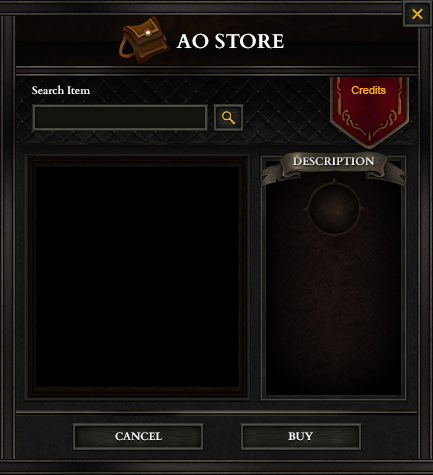 AO STORE
Search Item
Credits
DESCRIPTION
CANCEL
BUY